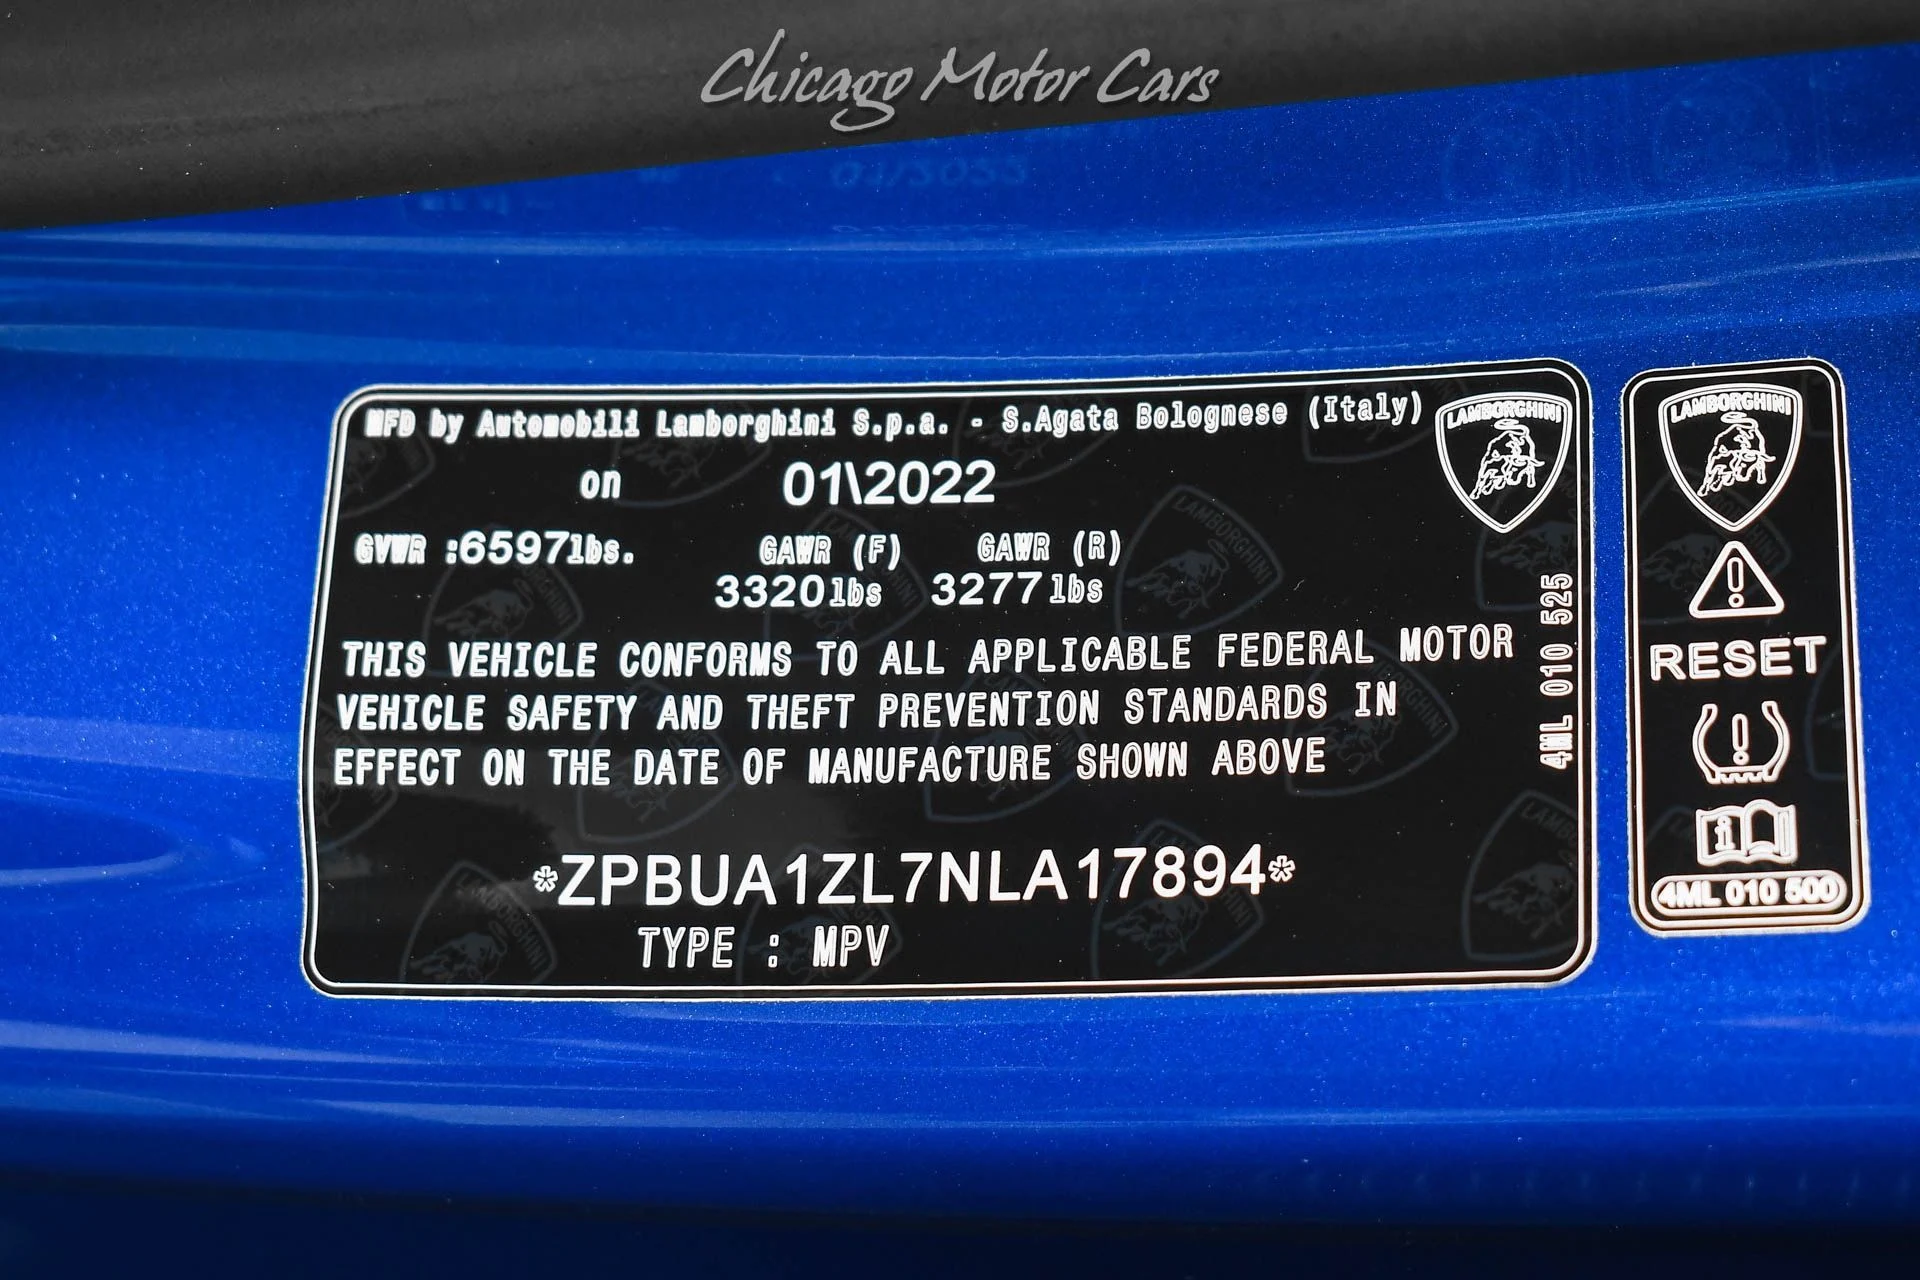 Chicago Motor Cars
MFD by Automobili Lamborghini S.p.a. - S.Agata Bolognese (Italy)
on 01\2022
GVWR :6597lbs. GAWR (F) GAWR (R)
3320lbs 3277lbs
THIS VEHICLE CONFORMS TO ALL APPLICABLE FEDERAL MOTOR
VEHICLE SAFETY AND THEFT PREVENTION STANDARDS IN
EFFECT ON THE DATE OF MANUFACTURE SHOWN ABOVE
*ZPBUA1ZL7NLA17894*
TYPE : MPV
LAMBORGHINI
4ML 010 525
LAMBORGHINI
RESET
4ML 010 500